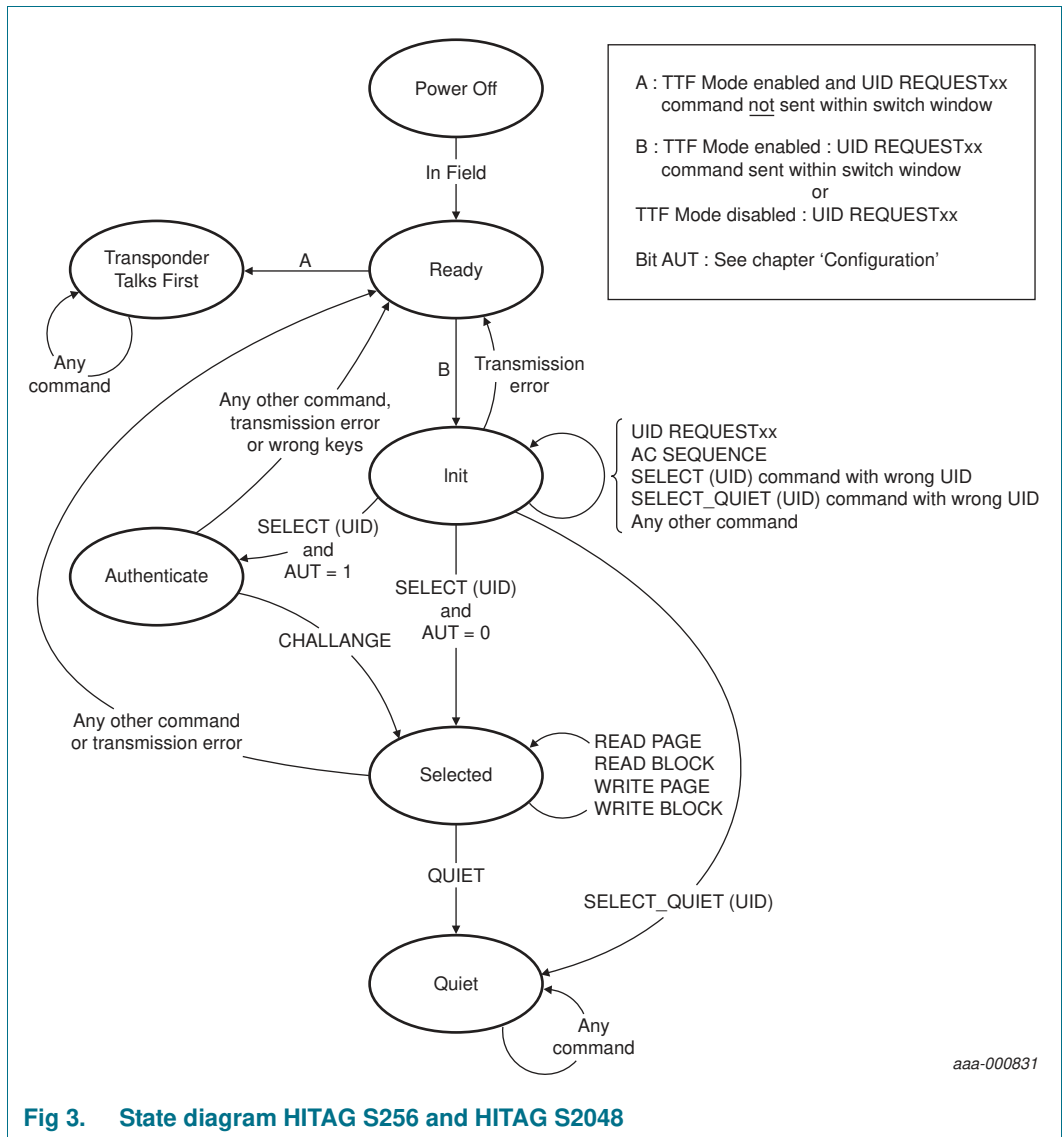 Power Off
A : TTF Mode enabled and UID REQUESTxx
command not sent within switch window
B : TTF Mode enabled : UID REQUESTxx
command sent within switch window
or
TTF Mode disabled : UID REQUESTxx
Bit AUT : See chapter ‘Configuration’
In Field
Transponder
Talks First
A
Ready
Any
command
B
Transmission
error
Any other command,
transmission error
or wrong keys
Init
UID REQUESTxx
AC SEQUENCE
SELECT (UID) command with wrong UID
SELECT_QUIET (UID) command with wrong UID
Any other command
SELECT (UID)
and
AUT = 1
Authenticate
SELECT (UID)
and
AUT = 0
CHALLANGE
Any other command
or transmission error
Selected
READ PAGE
READ BLOCK
WRITE PAGE
WRITE BLOCK
QUIET
SELECT_QUIET (UID)
Quiet
Any
command
aaa-000831
Fig 3. State diagram HITAG S256 and HITAG S2048